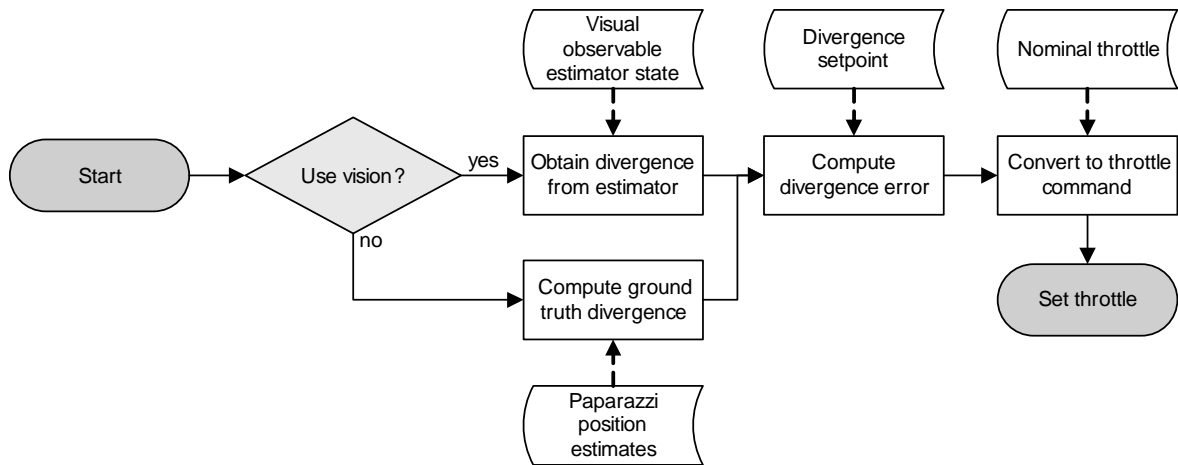 Visual
observable
estimator state
Divergence
setpoint
Nominal throttle
Start
Use vision?
yes
Obtain divergence
from estimator
Compute
divergence error
Convert to throttle
command
no
Compute ground
truth divergence
Set throttle
Paparazzi
position
estimates